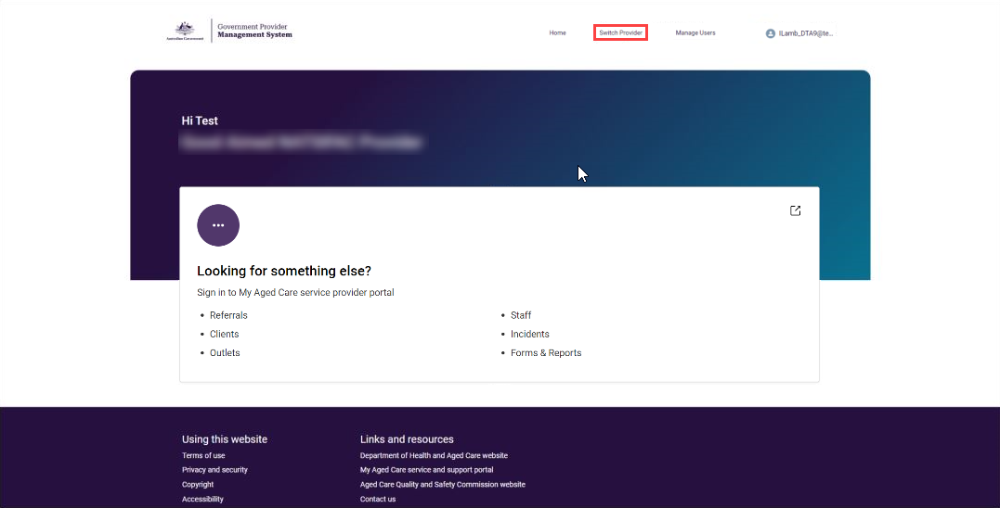 Australian Government
Government Provider
Management System
Home
Switch Provider
Manage Users
ILamb_DTA9@te...
Hi Test
Looking for something else?
Sign in to My Aged Care service provider portal
• Referrals
• Clients
• Outlets
• Staff
• Incidents
• Forms & Reports
Using this website
Terms of use
Privacy and security
Copyright
Accessibility
Links and resources
Department of Health and Aged Care website
My Aged Care service and support portal
Aged Care Quality and Safety Commission website
Contact us